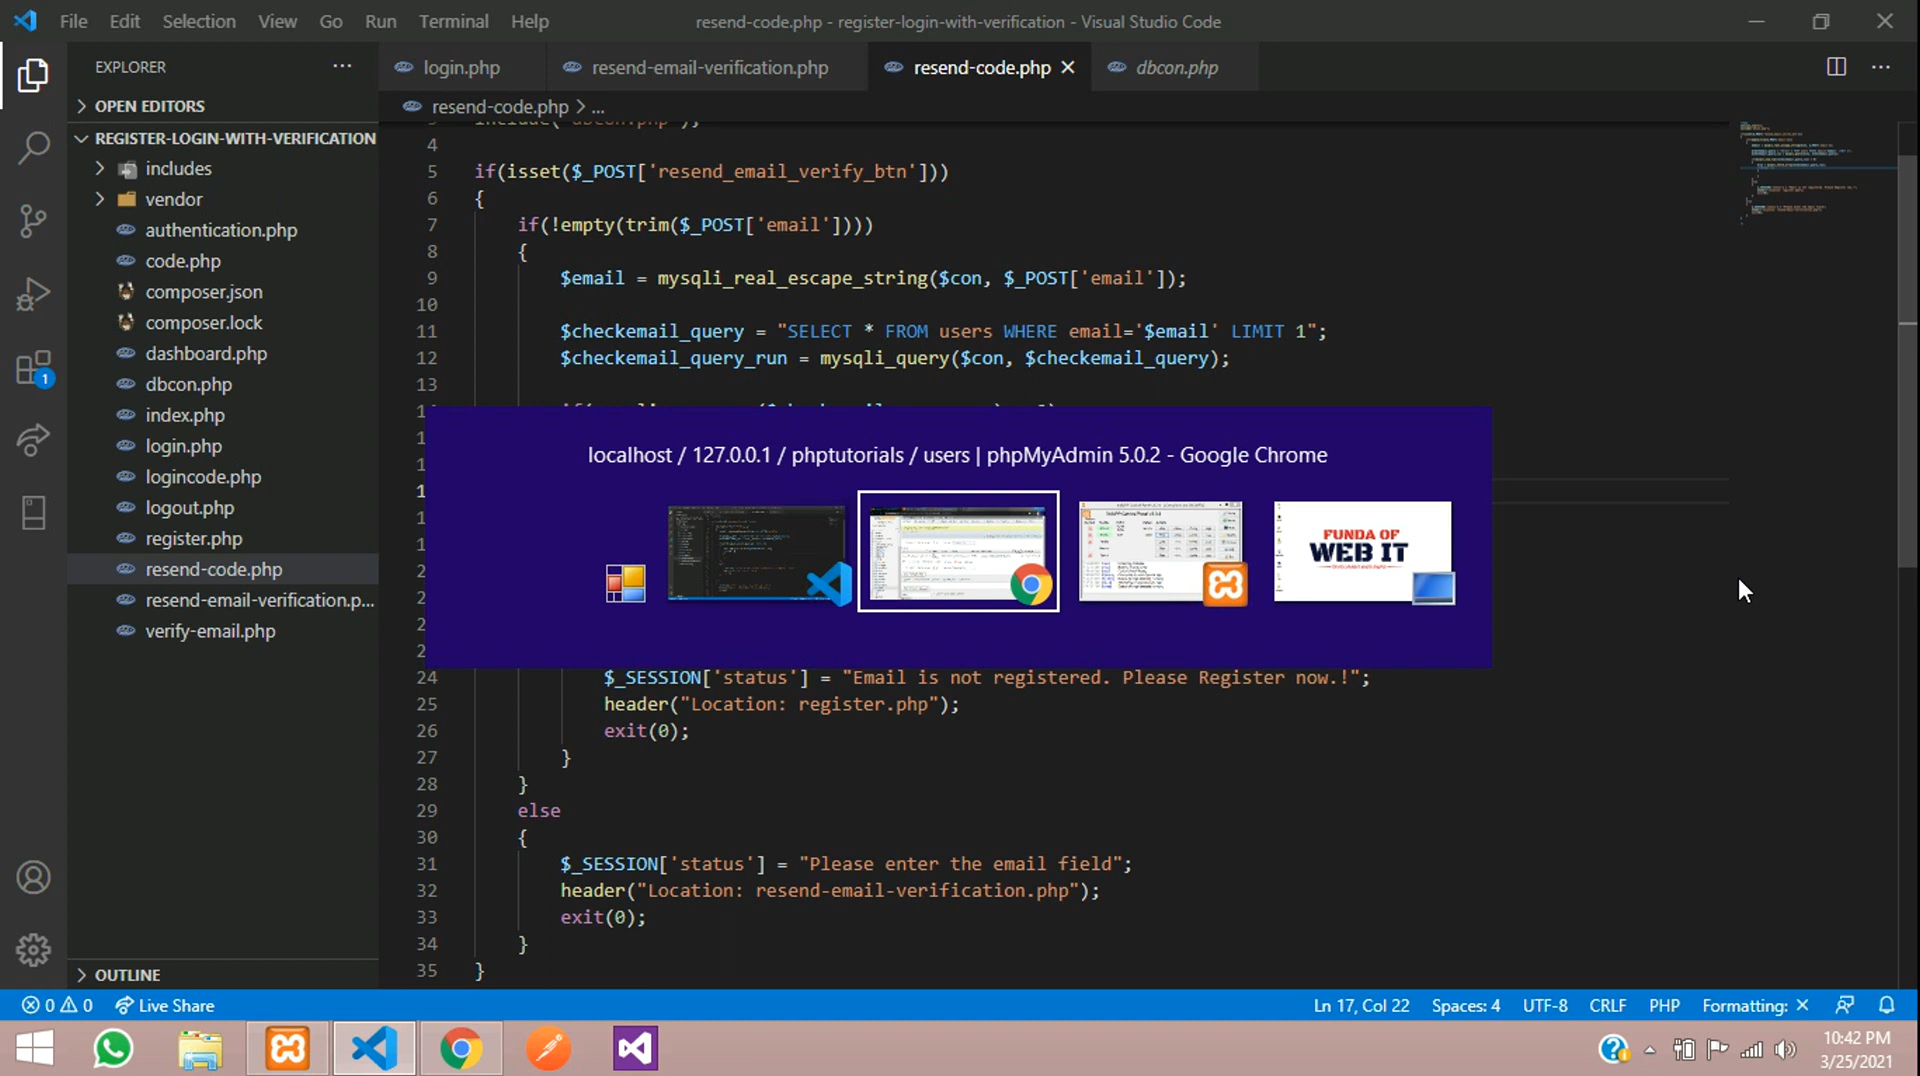 File Edit Selection View Go Run Terminal Help
resend-code.php - register-login-with-verification - Visual Studio Code
EXPLORER
login.php
resend-email-verification.php
resend-code.php
dbcon.php
OPEN EDITORS
resend-code.php > ...
REGISTER-LOGIN-WITH-VERIFICATION
includes
vendor
authentication.php
code.php
composer.json
composer.lock
dashboard.php
dbcon.php
index.php
login.php
logincode.php
logout.php
register.php
resend-code.php
resend-email-verification.p...
verify-email.php
OUTLINE
4
5 if(isset($_POST['resend_email_verify_btn']))
6 {
7 if(!empty(trim($_POST['email'])))
8 {
9 $email = mysqli_real_escape_string($con, $_POST['email']);
10
11 $checkemail_query = "SELECT * FROM users WHERE email='$email' LIMIT 1";
12 $checkemail_query_run = mysqli_query($con, $checkemail_query);
13
localhost / 127.0.0.1 / phptutorials / users | phpMyAdmin 5.0.2 - Google Chrome
FUNDA OF
WEB IT
24 $_SESSION['status'] = "Email is not registered. Please Register now.!";
25 header("Location: register.php");
26 exit(0);
27 }
28 }
29 else
30 {
31 $_SESSION['status'] = "Please enter the email field";
32 header("Location: resend-email-verification.php");
33 exit(0);
34 }
35 }
1
0 0 Live Share
Ln 17, Col 22 Spaces: 4 UTF-8 CRLF PHP Formatting: ×
10:42 PM
3/25/2021